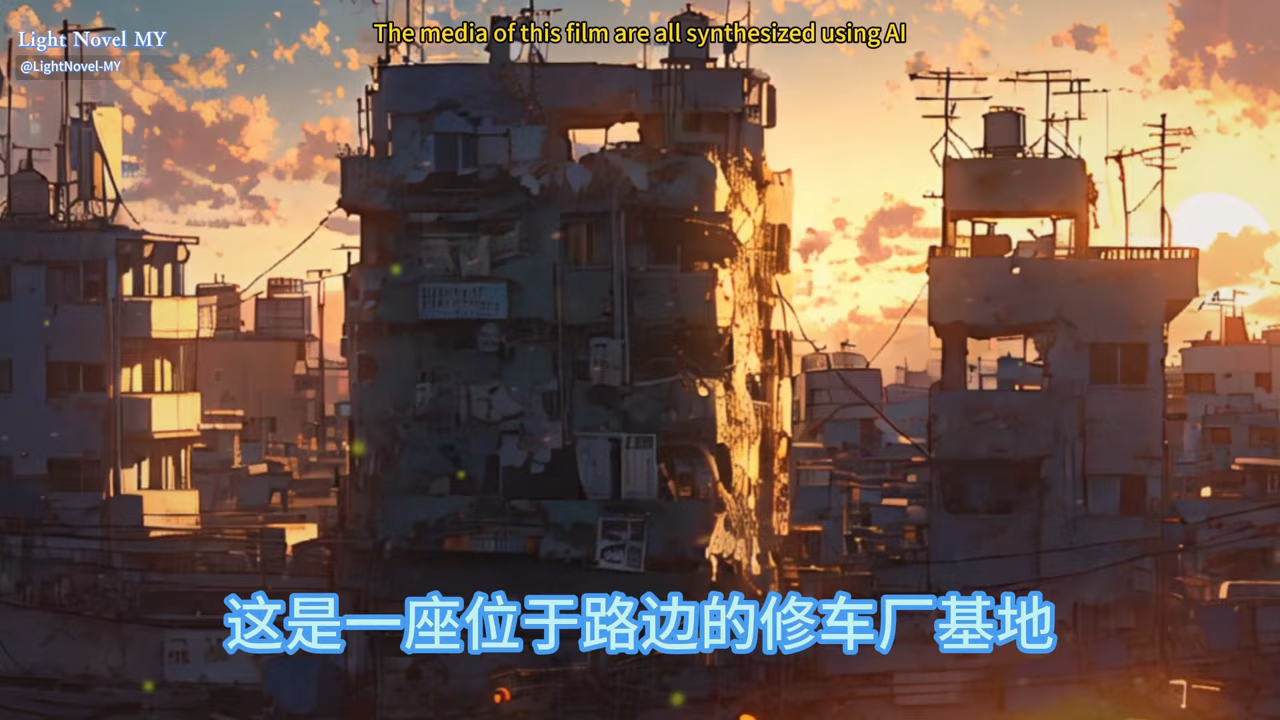 The media of this film are all synthesized using AI
Light Novel MY
@LightNovel-MY
这是一座位于路边的修车厂基地